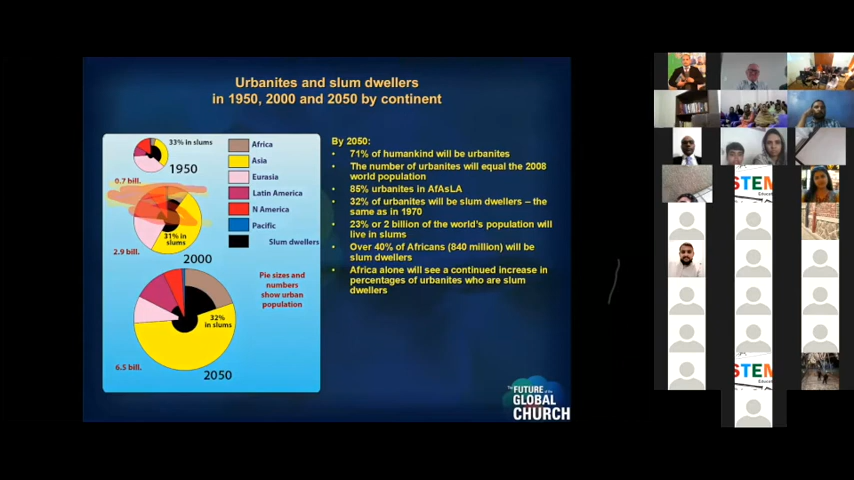 Urbanites and slum dwellers
in 1950, 2000 and 2050 by continent
33% in slums
1950
0.7 bill.
31% in
slums
2.9 bill.
2000
32%
in slums
6.5 bill.
2050
Africa
Asia
Eurasia
Latin America
N America
Pacific
Slum dwellers
Pie sizes and
numbers
show urban
population
By 2050:
• 71% of humankind will be urbanites
• The number of urbanites will equal the 2008
world population
• 85% urbanites in AfAsLA
• 32% of urbanites will be slum dwellers – the
same as in 1970
• 23% or 2 billion of the world's population will
live in slums
• Over 40% of Africans (840 million) will be
slum dwellers
• Africa alone will see a continued increase in
percentages of urbanites who are slum
dwellers
THE FUTURE of the
GLOBAL
CHURCH
STEM
STEM